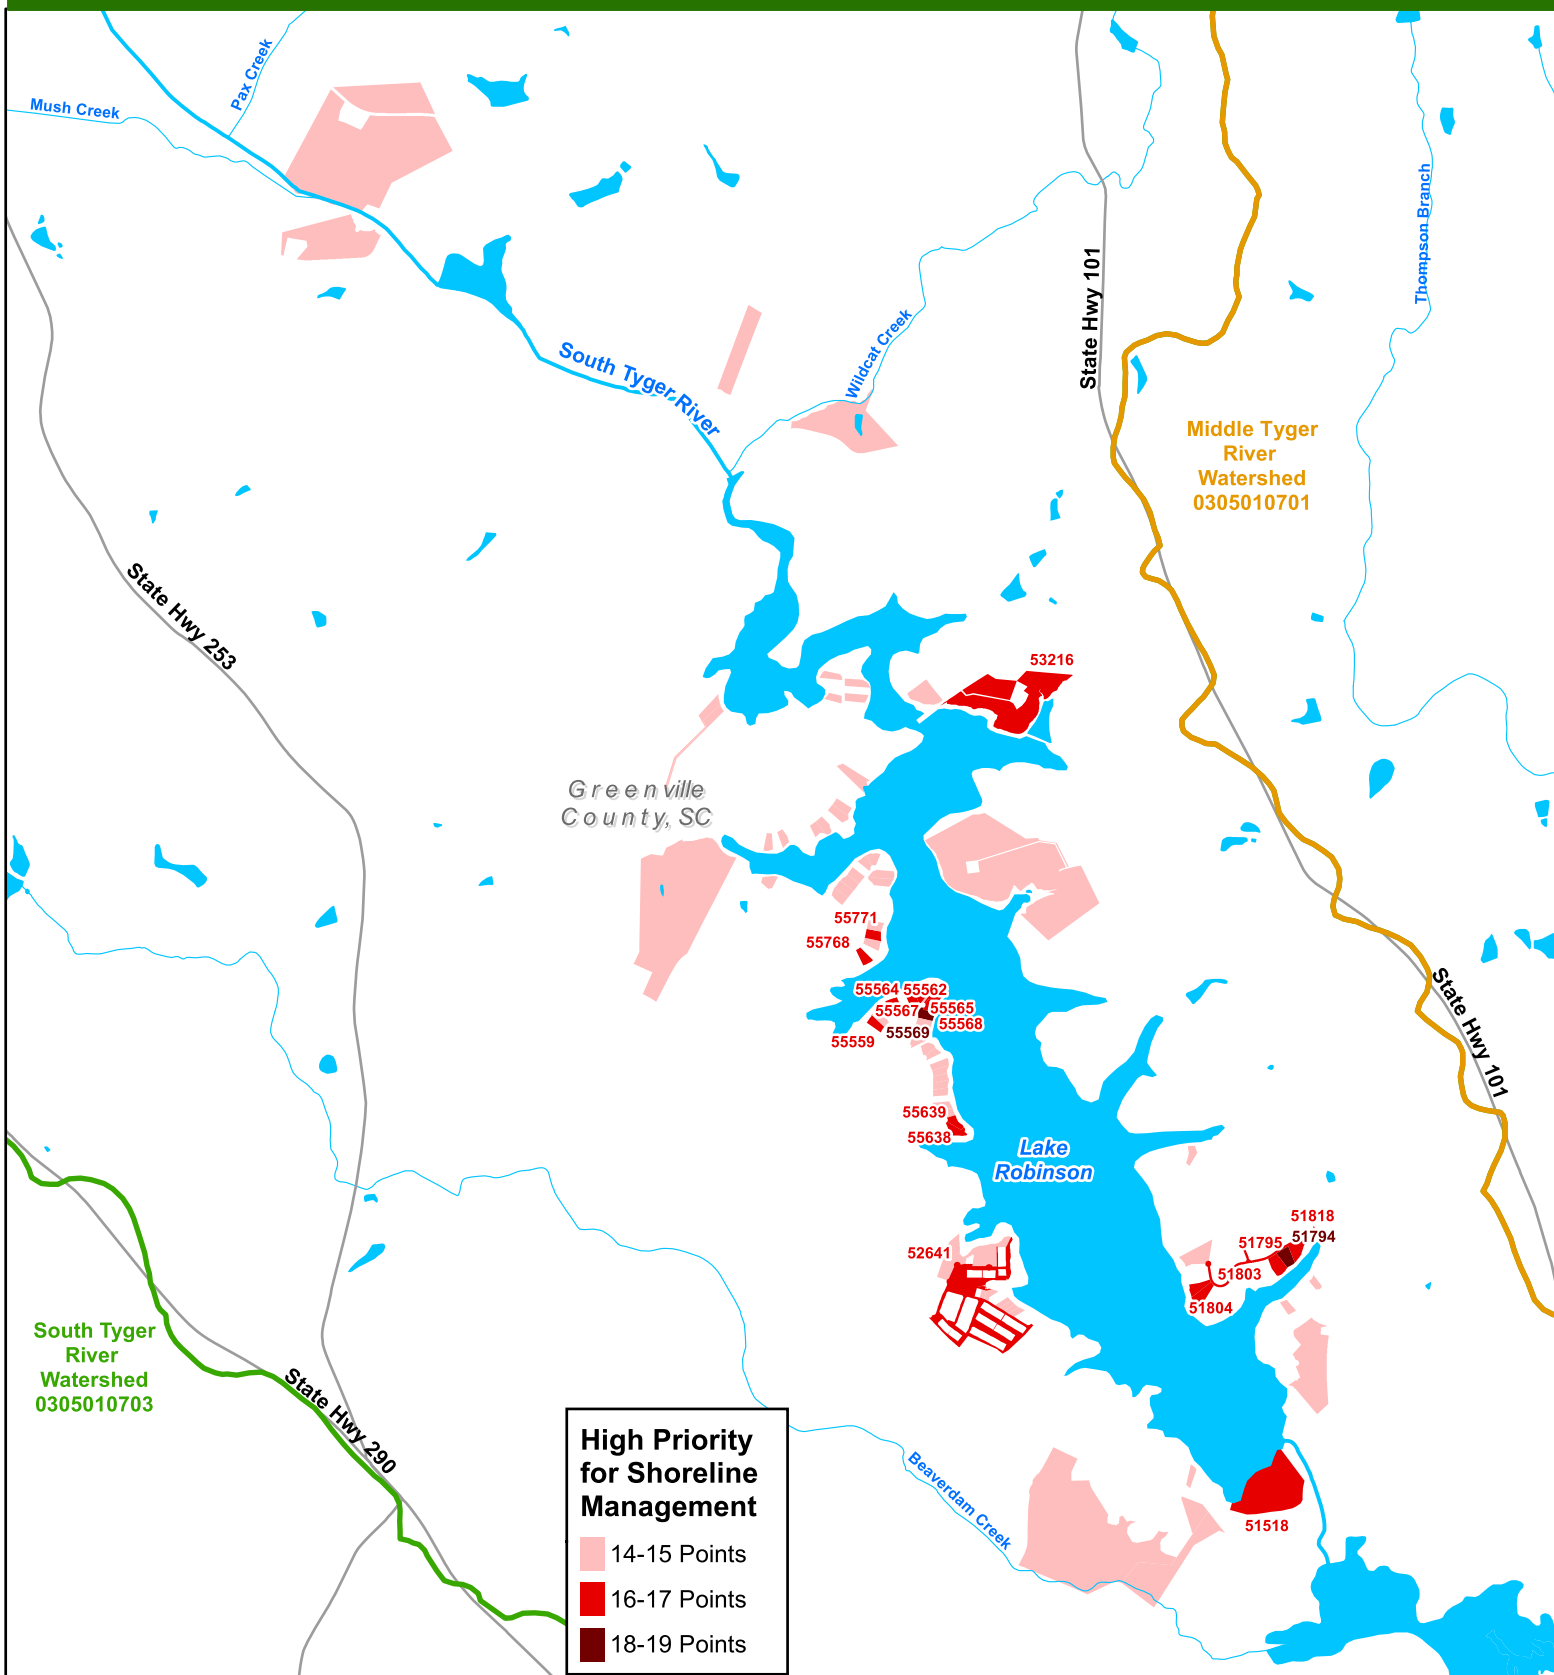 Pax Creek
Mush Creek
Thompson Branch
State Hwy 101
Wildcat Creek
South Tyger River
Middle Tyger
River
Watershed
0305010701
State Hwy 253
53216
Greenville
County, SC
55771
55768
55564
55562
55567
55565
55568
55569
55559
State Hwy 101
55639
55638
Lake
Robinson
51818
51794
51795
52641
51803
51804
South Tyger
River
Watershed
0305010703
State Hwy 290
Beaverdam Creek
51518
High Priority
for Shoreline
Management
14-15 Points
16-17 Points
18-19 Points